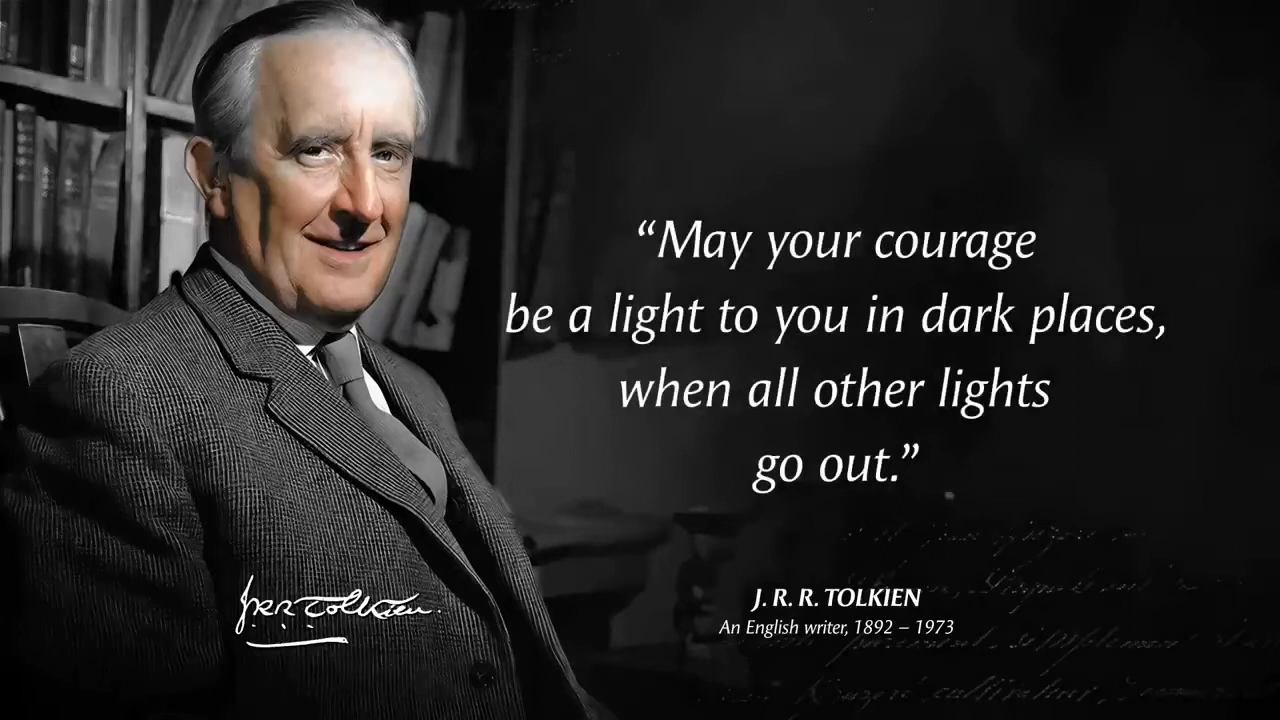 “May your courage
be a light to you in dark places,
when all other lights
go out.”
J.R.R. Tolkien.
J. R. R. TOLKIEN
An English writer, 1892 – 1973